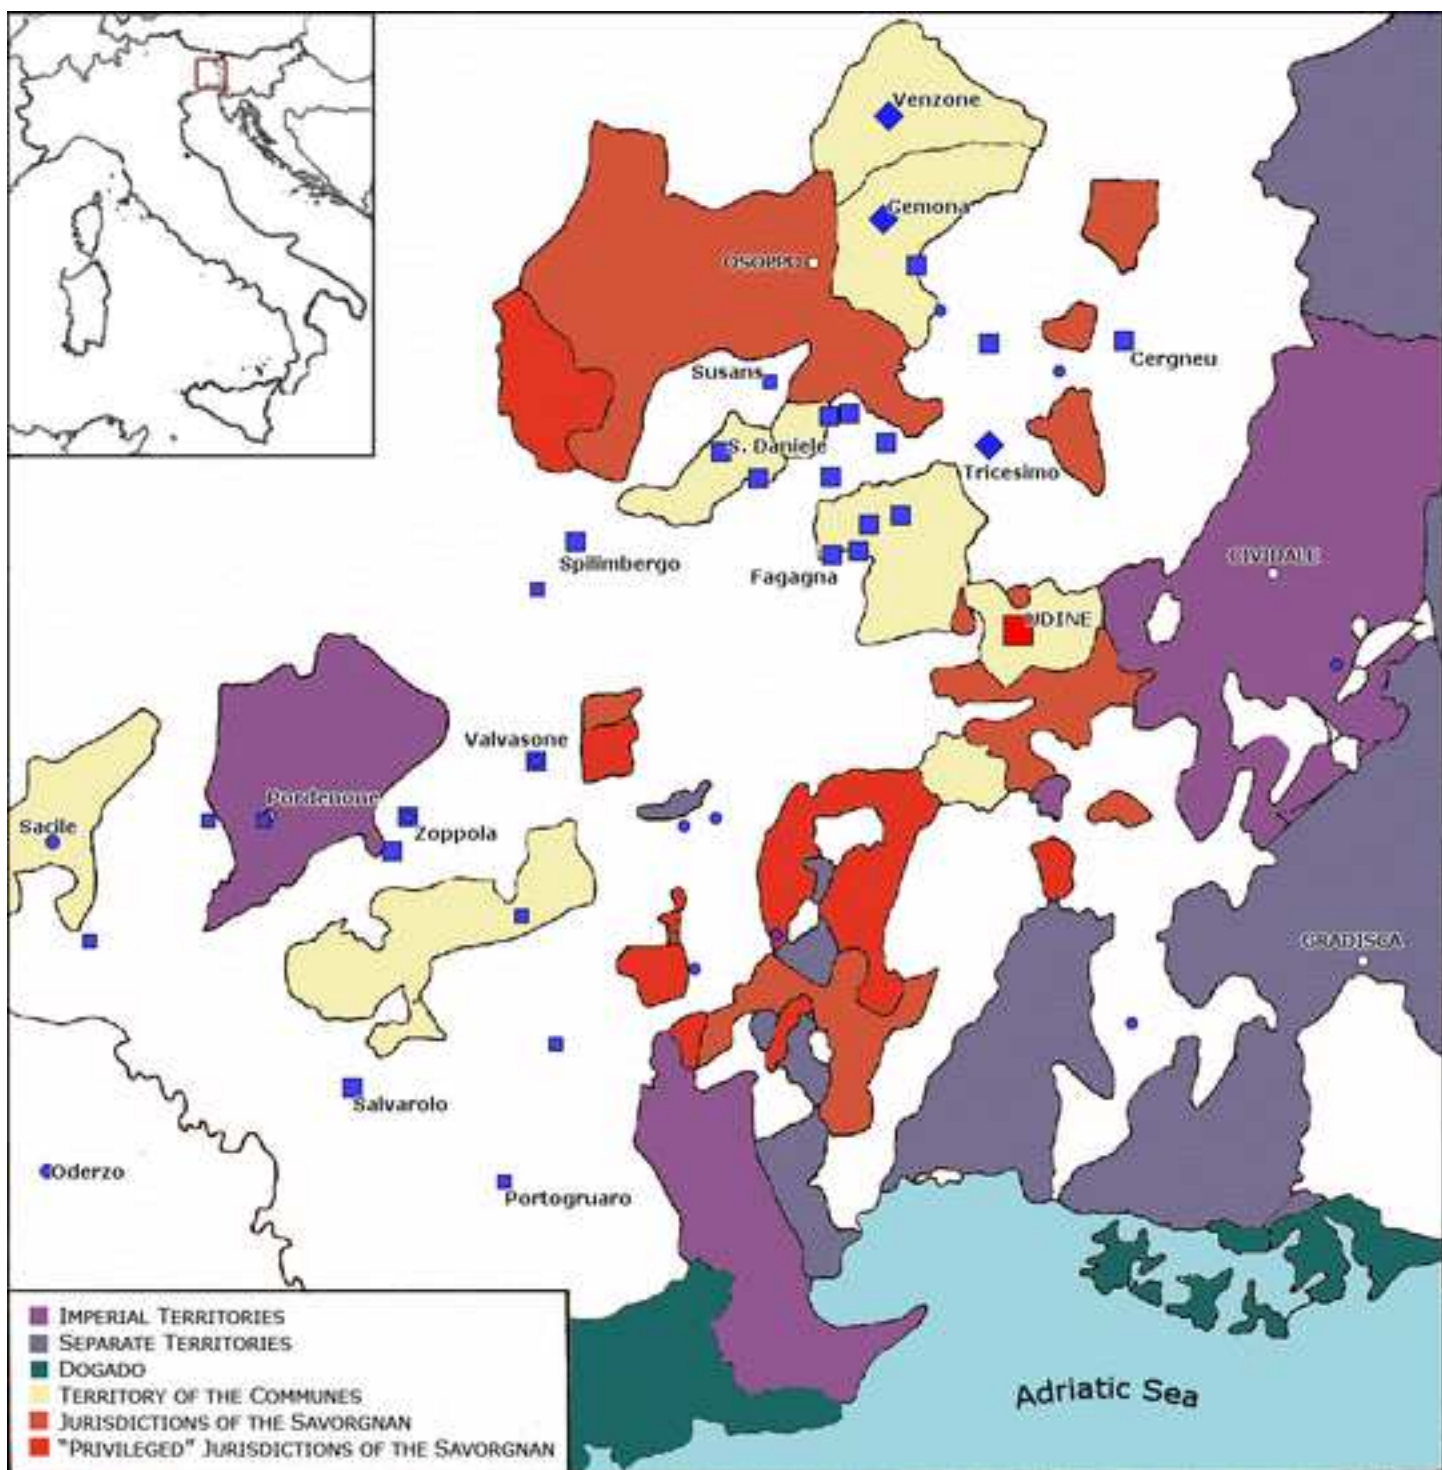 Venzone
Gemona
OSOPPO
Cergneu
Susans
S. Daniele
Tricesimo
Spilimbergo
Fagagna
CIVIDALE
UDINE
Valvasone
Pordenone
Sacile
Zoppola
GRADISCA
Salvarolo
Oderzo
Portogruaro
IMPERIAL TERRITORIES
SEPARATE TERRITORIES
DOGADO
TERRITORY OF THE COMMUNES
JURISDICTIONS OF THE SAVORGNAN
"PRIVILEGED" JURISDICTIONS OF THE SAVORGNAN
Adriatic Sea